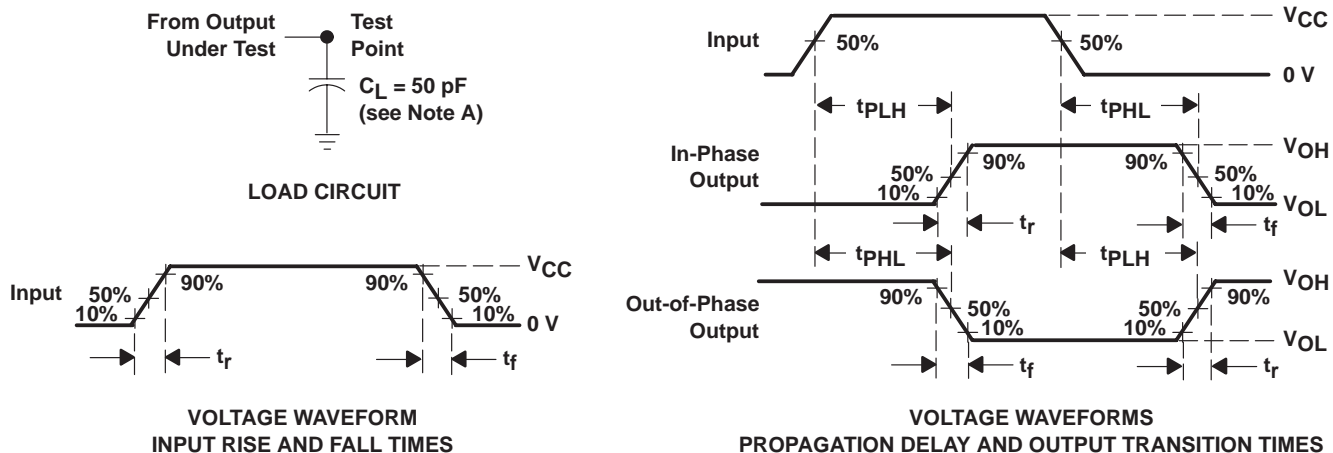 From Output
Under Test
Test
Point
CL = 50 pF
(see Note A)
LOAD CIRCUIT
Input
VCC
50%
10%
90%
90%
50%
10%
0 V
tr
tf
VOLTAGE WAVEFORM
INPUT RISE AND FALL TIMES
Input
VCC
50%
50%
0 V
tPLH
tPHL
In-Phase
Output
VOH
90%
90%
50%
10%
50%
10%
VOL
tr
tf
tPHL
tPLH
Out-of-Phase
Output
VOH
90%
90%
50%
10%
50%
10%
VOL
tf
tr
VOLTAGE WAVEFORMS
PROPAGATION DELAY AND OUTPUT TRANSITION TIMES